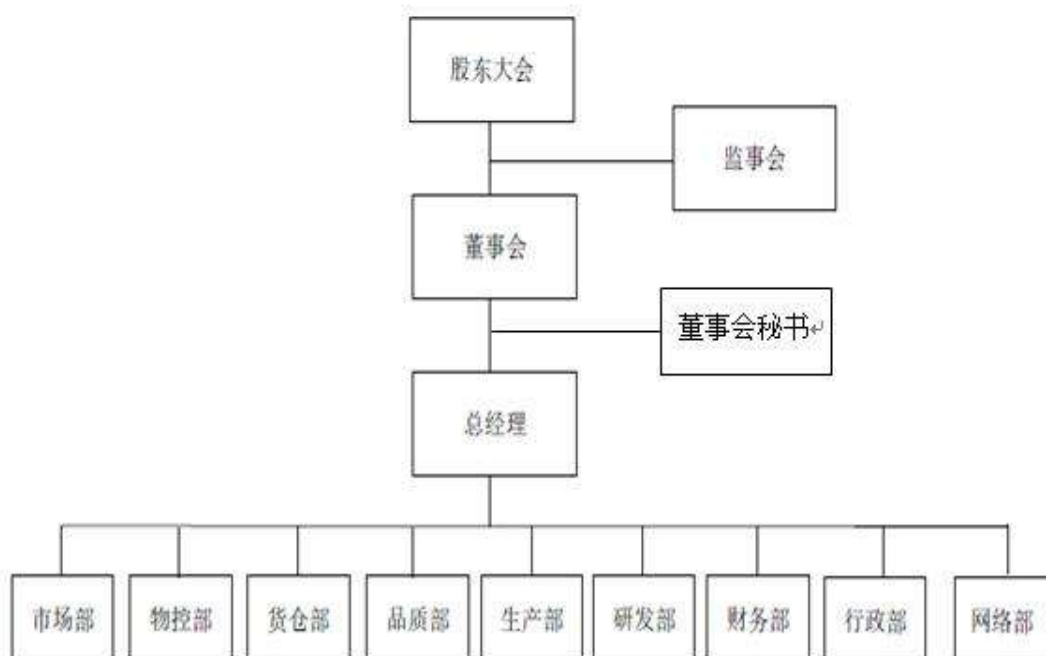 股东大会
监事会
董事会
董事会秘书↵
总经理
市场部
物控部
货仓部
品质部
生产部
研发部
财务部
行政部
网络部